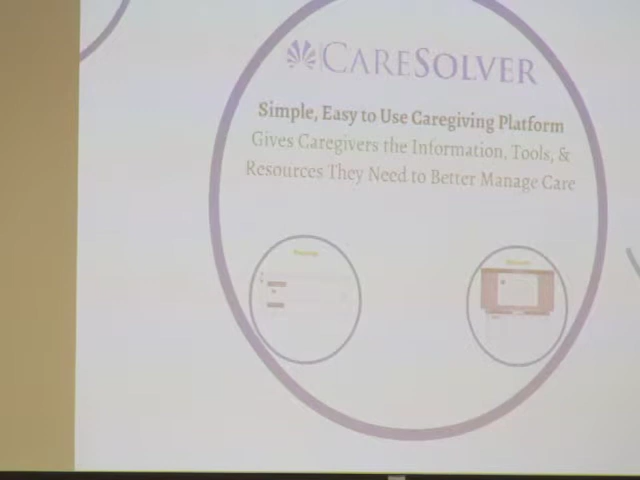 CARESOLVER
Simple, Easy to Use Caregiving Platform
Gives Caregivers the Information, Tools, &
Resources They Need to Better Manage Care